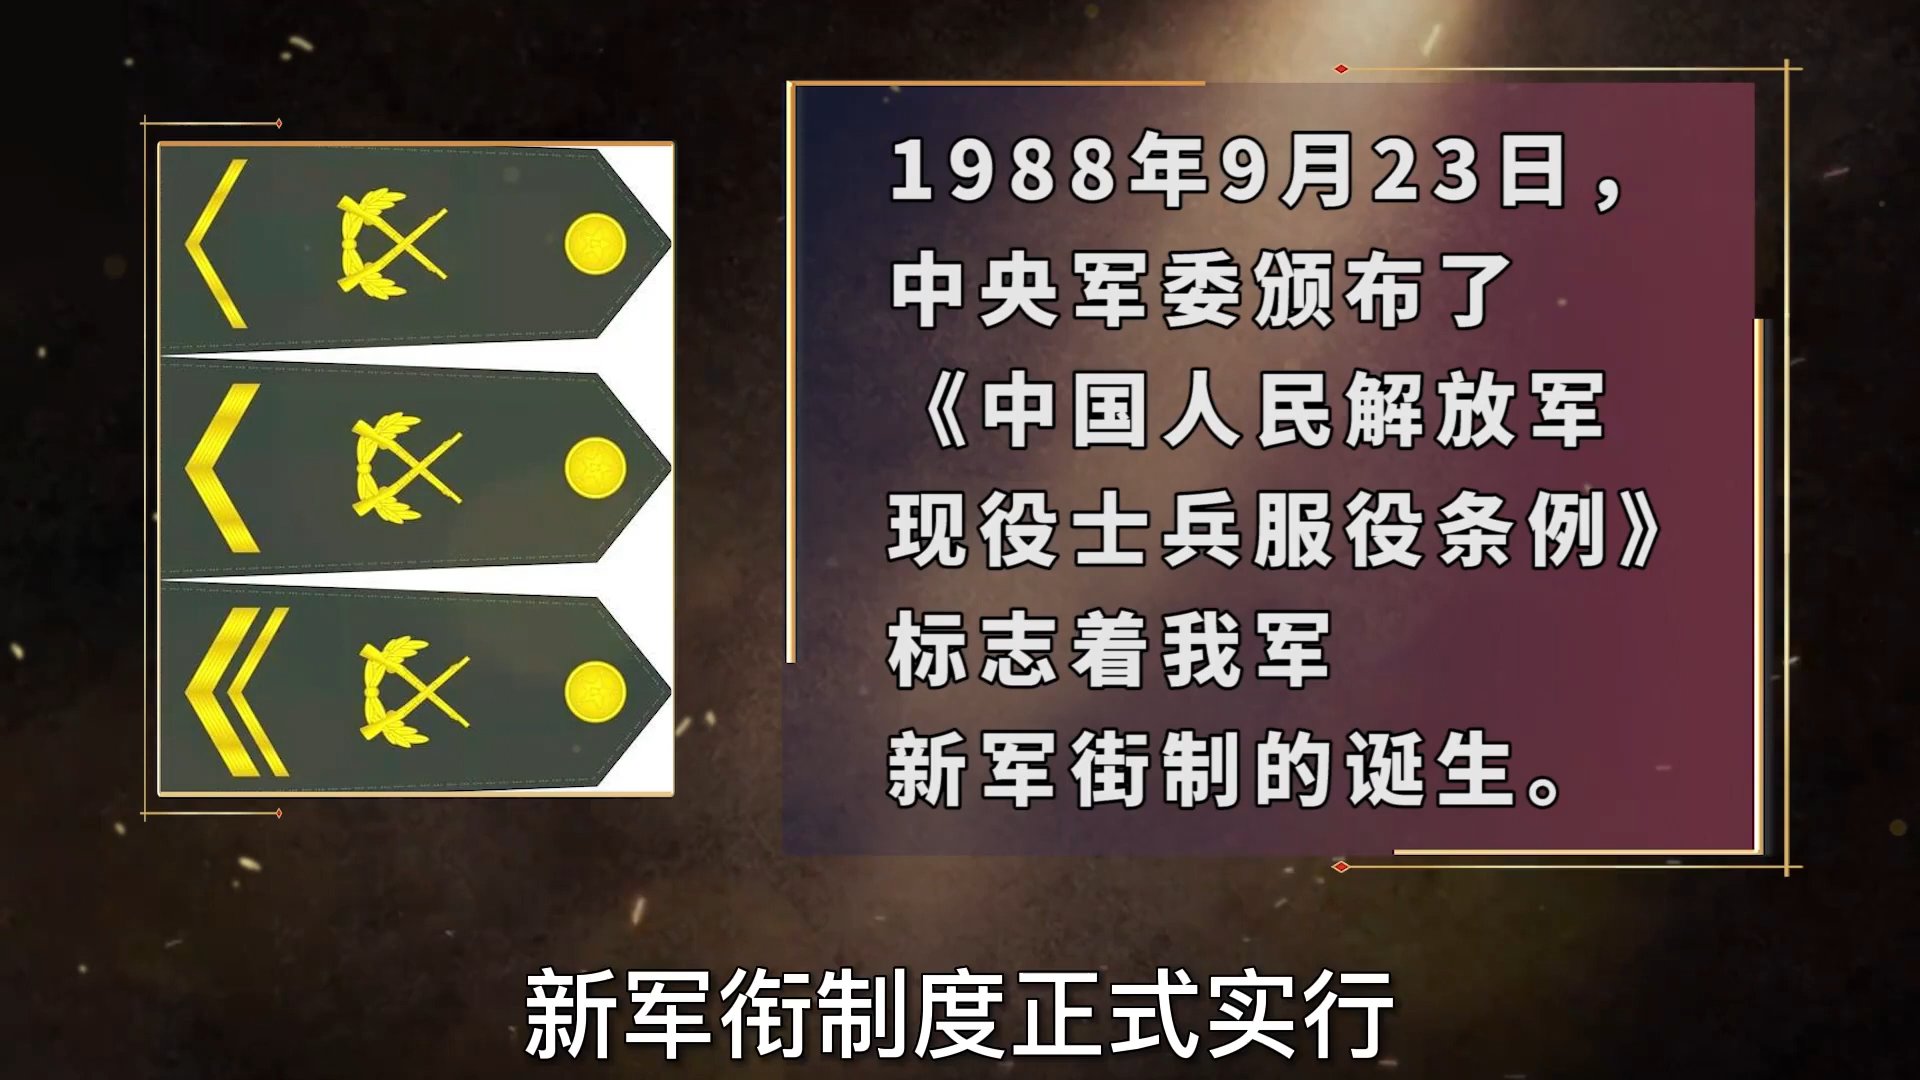 1988年9月23日，
中央军委颁布了
《中国人民解放军
现役士兵服役条例》
标志着我军
新军街制的诞生。
新军衔制度正式实行